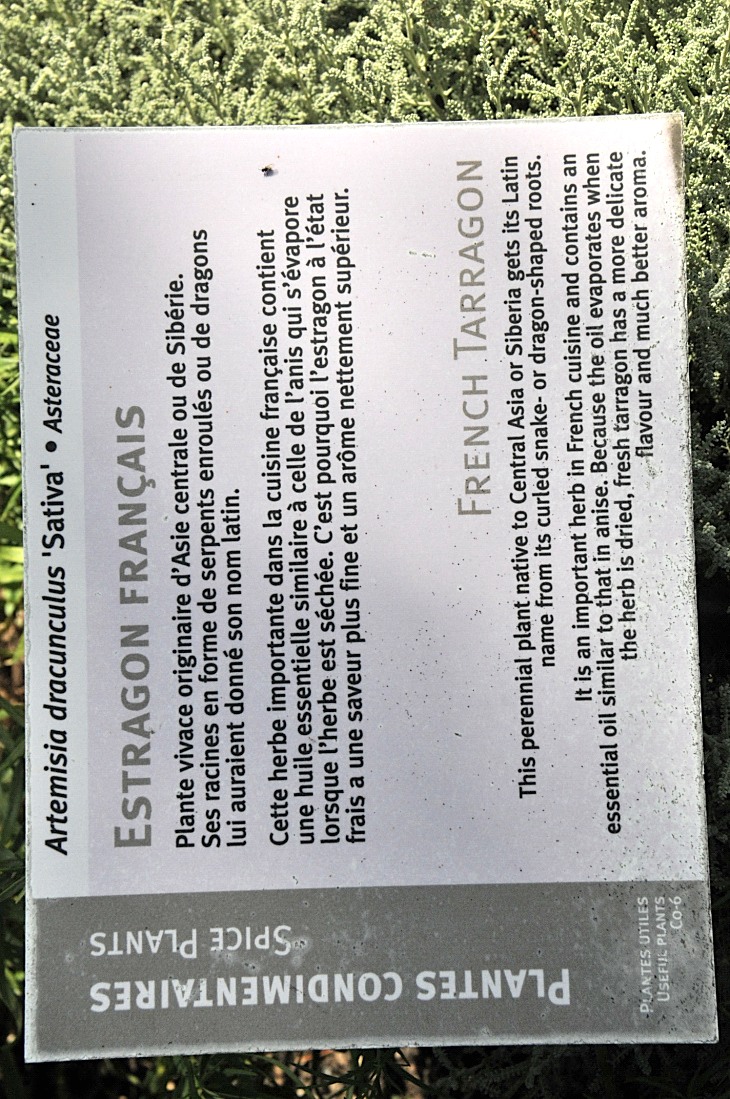 Artemisia dracunculus 'Sativa' • Asteraceae
ESTRAGON FRANÇAIS
Plante vivace originaire d'Asie centrale ou de Sibérie.
Ses racines en forme de serpents enroulés ou de dragons
lui auraient donné son nom latin.
Cette herbe importante dans la cuisine française contient
une huile essentielle similaire à celle de l'anis qui s'évapore
lorsque l'herbe est séchée. C'est pourquoi l'estragon à l'état
frais a une saveur plus fine et un arôme nettement supérieur.
FRENCH TARRAGON
This perennial plant native to Central Asia or Siberia gets its Latin
name from its curled snake- or dragon-shaped roots.
It is an important herb in French cuisine and contains an
essential oil similar to that in anise. Because the oil evaporates when
the herb is dried, fresh tarragon has a more delicate
flavour and much better aroma.
PLANTES CONDIMENTAIRES
SPICE PLANTS
PLANTES UTILES
USEFUL PLANTS
Co-6